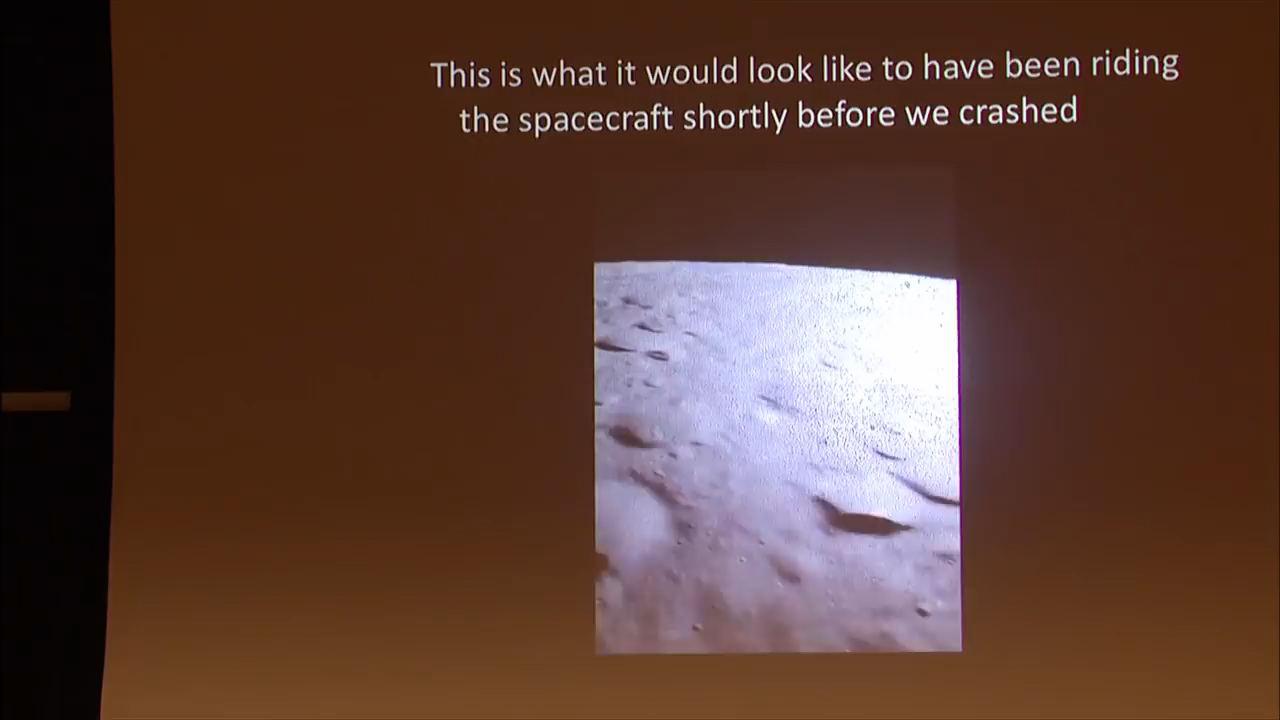 This is what it would look like to have been riding
the spacecraft shortly before we crashed